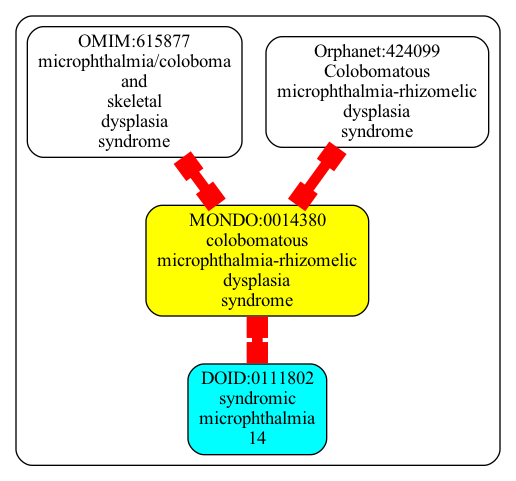 OMIM:615877
microphthalmia/coloboma
and
skeletal
dysplasia
syndrome
Orphanet:424099
Colobomatous
microphthalmia-rhizomelic
dysplasia
syndrome
MONDO:0014380
colobomatous
microphthalmia-rhizomelic
dysplasia
syndrome
DOID:0111802
syndromic
microphthalmia
14